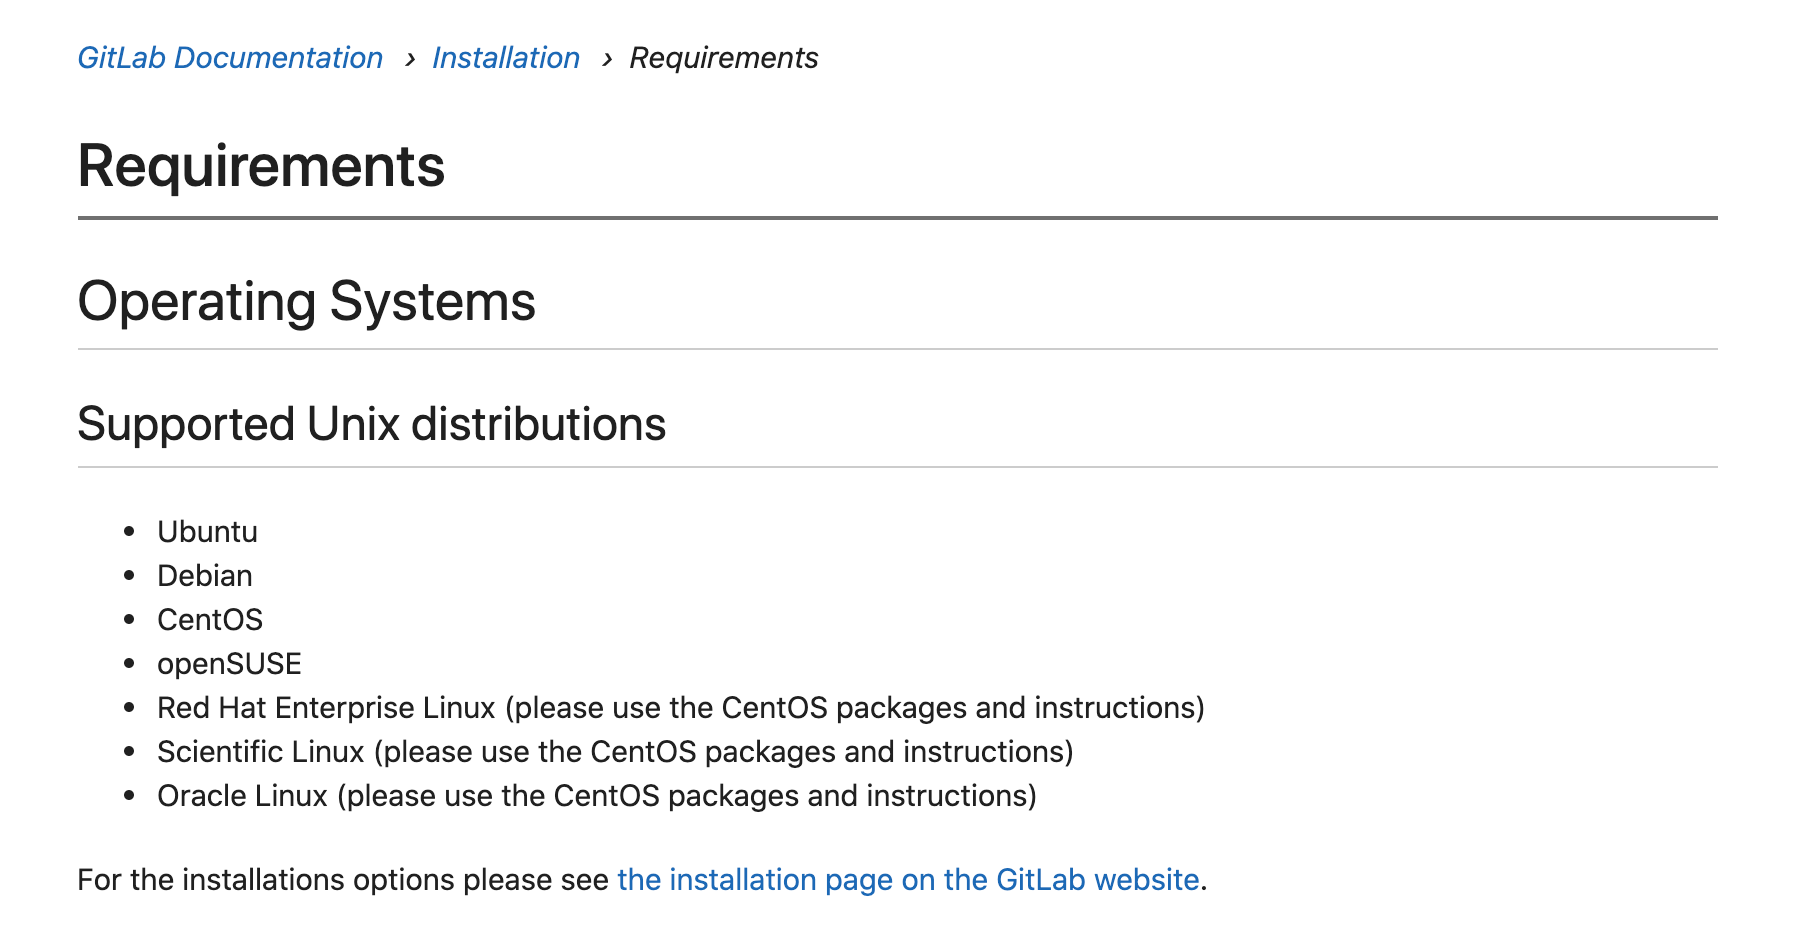 GitLab Documentation › Installation › Requirements
Requirements
Operating Systems
Supported Unix distributions
• Ubuntu
• Debian
• CentOS
• openSUSE
• Red Hat Enterprise Linux (please use the CentOS packages and instructions)
• Scientific Linux (please use the CentOS packages and instructions)
• Oracle Linux (please use the CentOS packages and instructions)
For the installations options please see the installation page on the GitLab website.